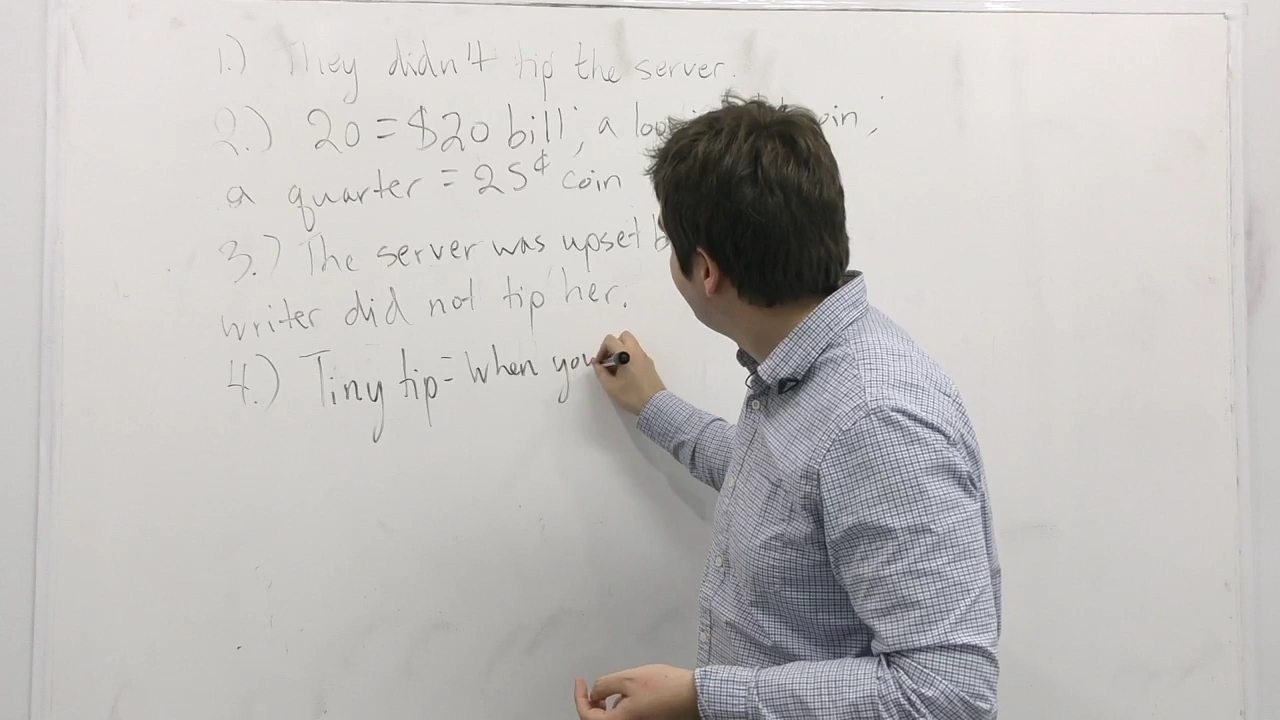 1.) They didn't tip the server.
2.) 20 = $20 bill; a coin;
a quarter = 25¢ coin
3.) The server was upset
writer did not tip her.
4.) Tiny tip = When you